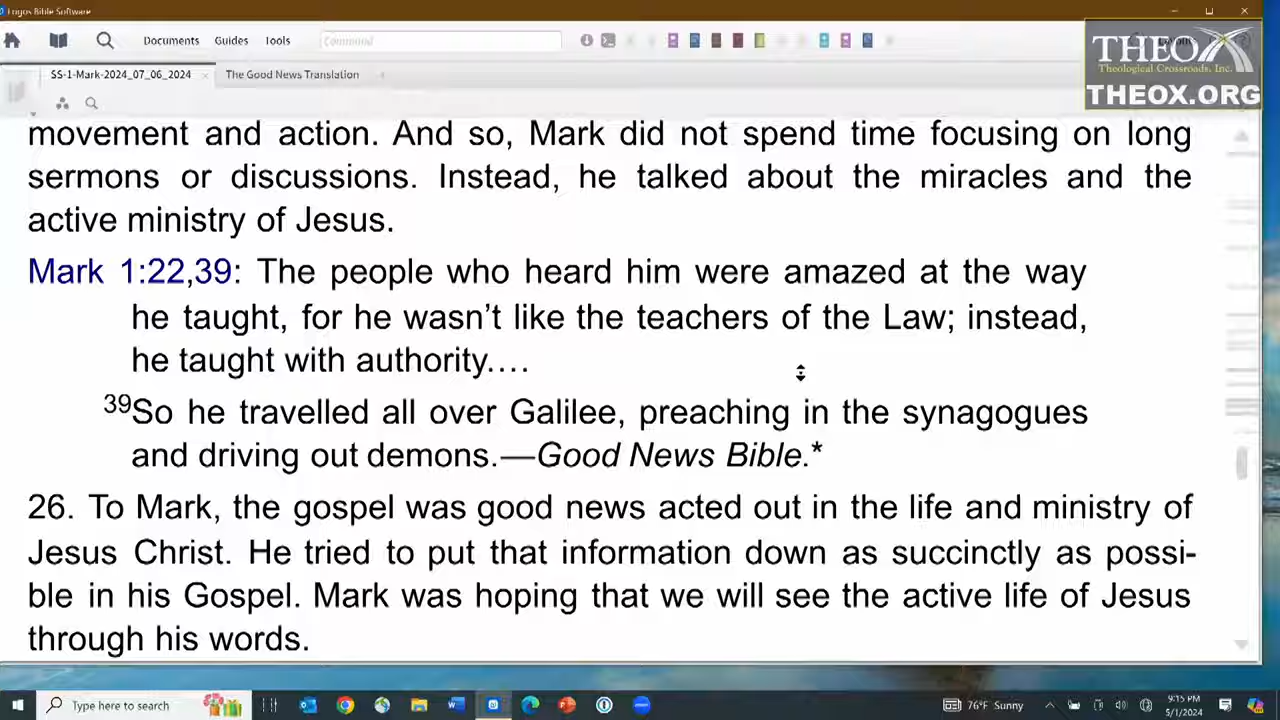 Logos Bible Software
Documents Guides Tools Command
THEOX
Theological Crossroads, Inc.
THEOX.ORG
SS-1-Mark-2024_07_06_2024 The Good News Translation
movement and action. And so, Mark did not spend time focusing on long
sermons or discussions. Instead, he talked about the miracles and the
active ministry of Jesus.
Mark 1:22,39: The people who heard him were amazed at the way
he taught, for he wasn’t like the teachers of the Law; instead,
he taught with authority….
39So he travelled all over Galilee, preaching in the synagogues
and driving out demons.—Good News Bible.*
26. To Mark, the gospel was good news acted out in the life and ministry of
Jesus Christ. He tried to put that information down as succinctly as possi-
ble in his Gospel. Mark was hoping that we will see the active life of Jesus
through his words.
Type here to search
76°F Sunny
9:15 PM
5/1/2024